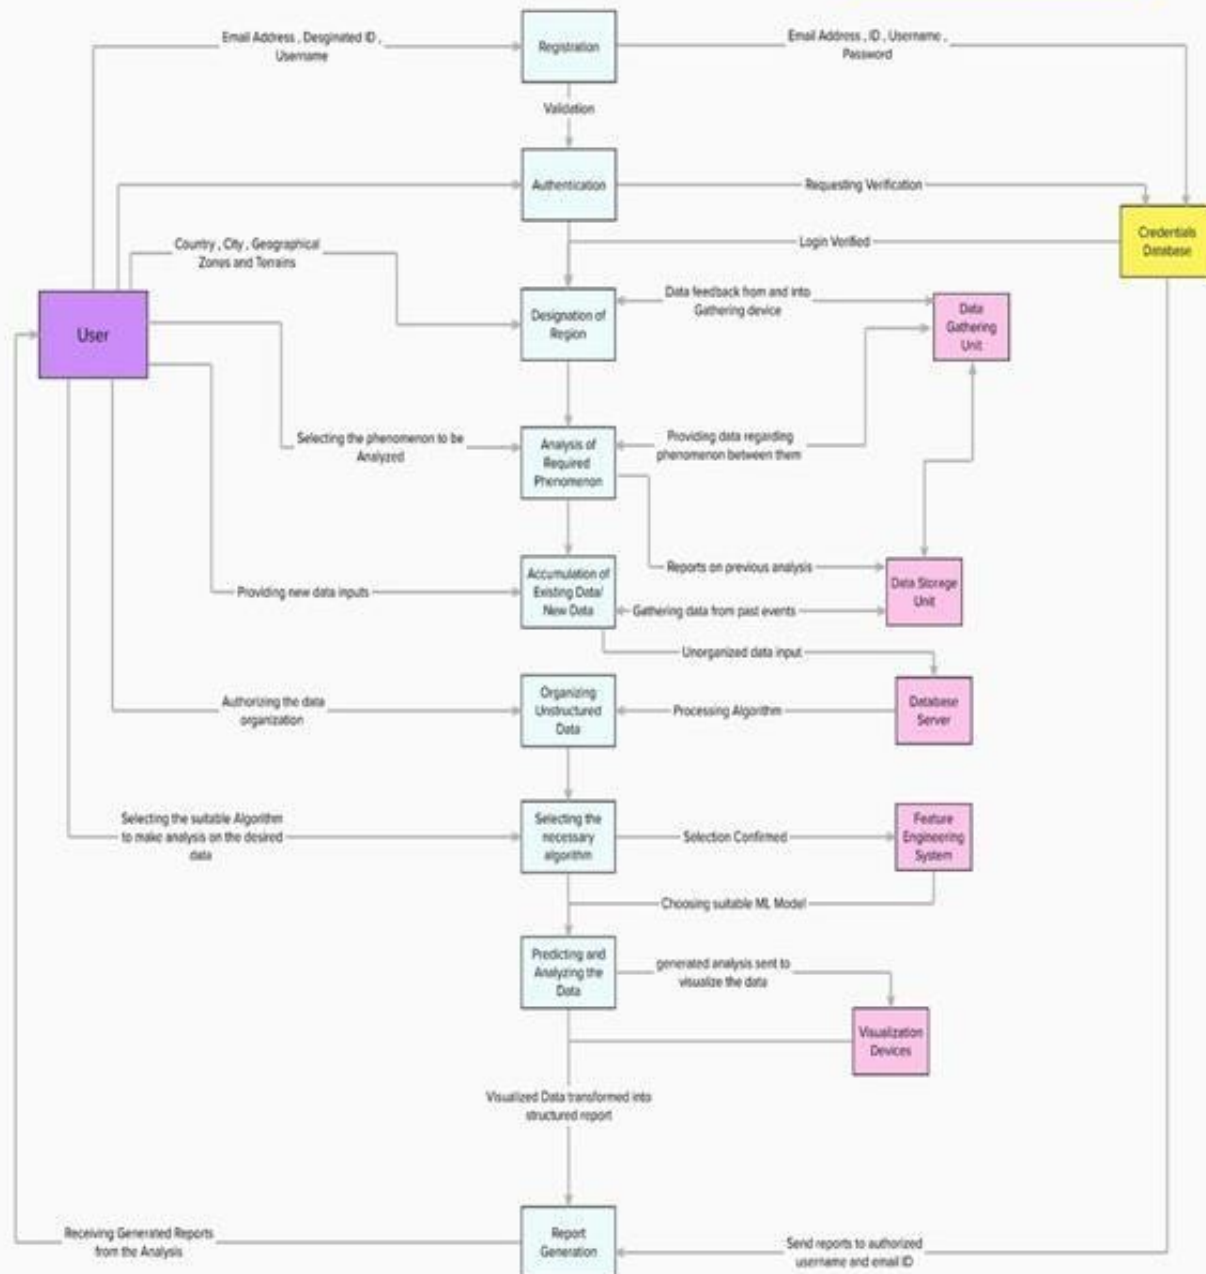 Email Address , Desginated ID ,
Username
Registration
Email Address , ID , Username ,
Password
Validation
Authentication
Requesting Verification
Credentials
Database
Login Verified
Country , City , Geographical
Zones and Terrains
User
Designation of
Region
Data feedback from and into
Gathering device
Data
Gathering
Unit
Selecting the phenomenon to be
Analyzed
Analysis of
Required
Phenomenon
Providing data regarding
phenomenon between them
Reports on previous analysis
Providing new data inputs
Accumulation of
Existing Data/
New Data
Gathering data from past events
Data Storage
Unit
Unorganized data input
Authorizing the data
organization
Organizing
Unstructured
Data
Processing Algorithm
Database
Server
Selecting the suitable Algorithm
to make analysis on the desired
data
Selecting the
necessary
algorithm
Selection Confirmed
Feature
Engineering
System
Choosing suitable ML Model
Predicting and
Analyzing the
Data
generated analysis sent to
visualize the data
Visualization
Devices
Visualized Data transformed into
structured report
Receiving Generated Reports
from the Analysis
Report
Generation
Send reports to authorized
username and email ID